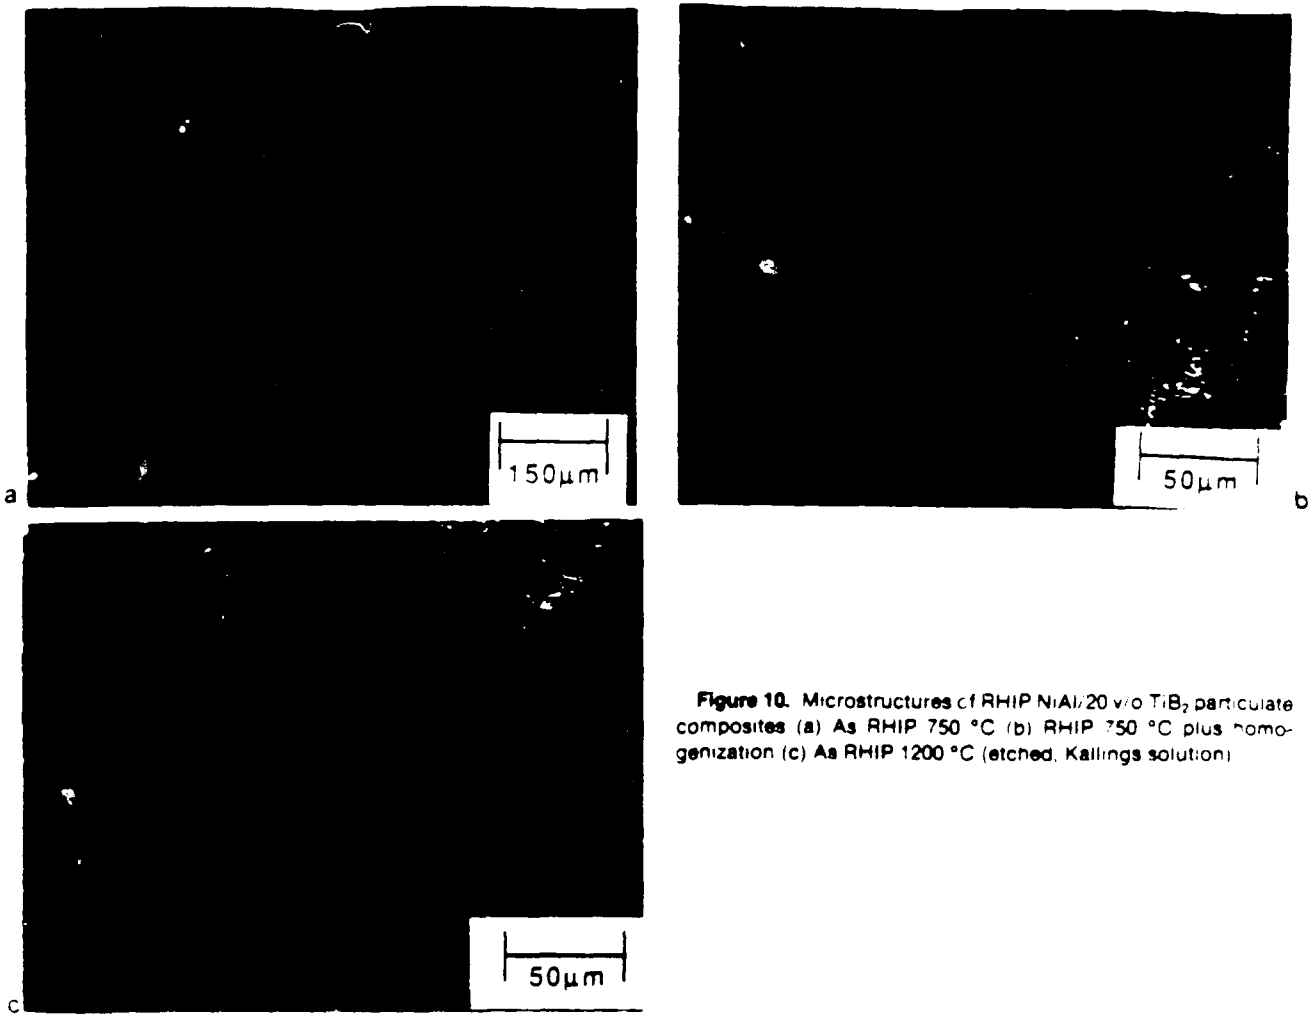 150μm
a
50μm
b
50μm
c
Figure 10. Microstructures of RHIP NiAl/20 v/o TiB₂ particulate
composites (a) As RHIP 750 °C (b) RHIP 750 °C plus homo-
genization (c) As RHIP 1200 °C (etched, Kallings solution)